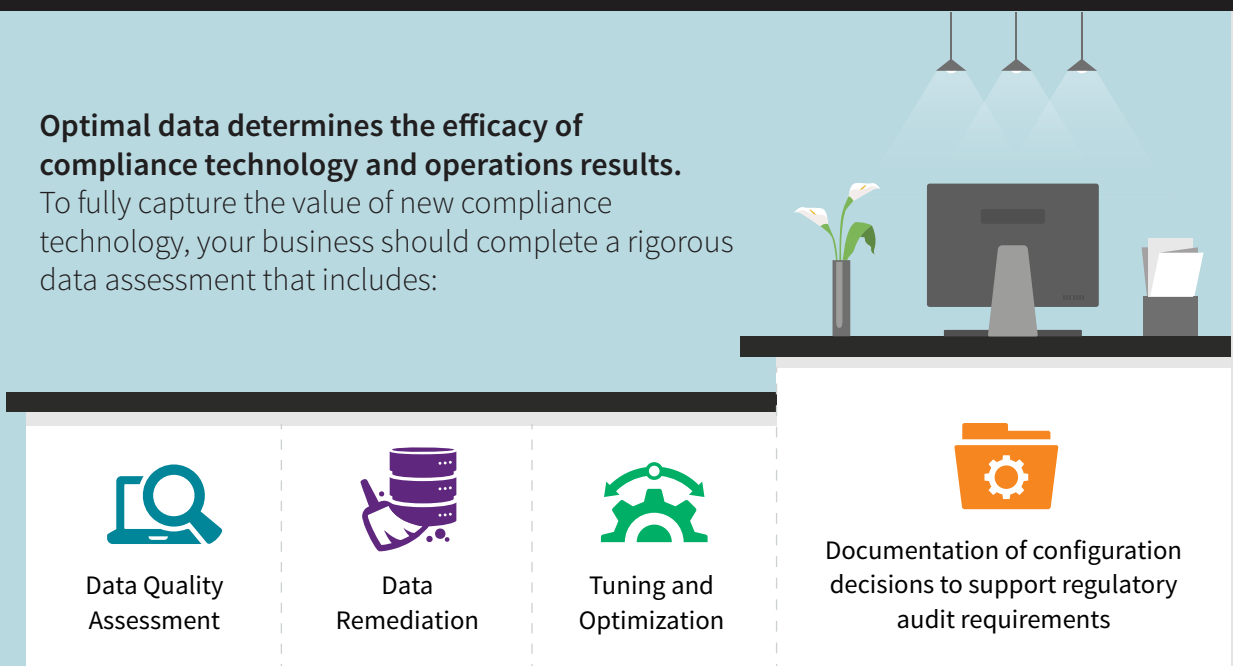 Optimal data determines the efficacy of
compliance technology and operations results.
To fully capture the value of new compliance
technology, your business should complete a rigorous
data assessment that includes:
Data Quality
Assessment
Data
Remediation
Tuning and
Optimization
Documentation of configuration
decisions to support regulatory
audit requirements